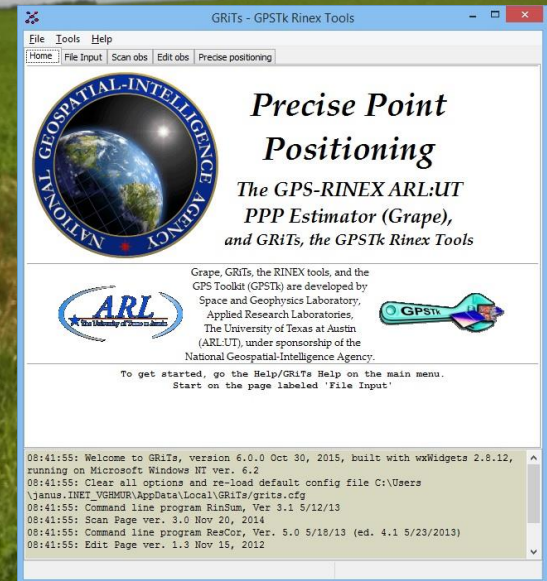 GRiTs - GPSTk Rinex Tools
File Tools Help
Home File Input Scan obs Edit obs Precise positioning
NATIONAL GEOSPATIAL-INTELLIGENCE AGENCY
Precise Point
Positioning
The GPS-RINEX ARL:UT
PPP Estimator (Grape),
and GRiTs, the GPSTk Rinex Tools
Grape, GRiTs, the RINEX tools, and the
GPS Toolkit (GPSTk) are developed by
Space and Geophysics Laboratory,
Applied Research Laboratories,
The University of Texas at Austin
(ARL:UT), under sponsorship of the
National Geospatial-Intelligence Agency.
ARL
The University of Texas at Austin
GPSTk
To get started, go the Help/GRiTs Help on the main menu.
Start on the page labeled 'File Input'
08:41:55: Welcome to GRiTs, version 6.0.0 Oct 30, 2015, built with wxWidgets 2.8.12,
running on Microsoft Windows NT ver. 6.2
08:41:55: Clear all options and re-load default config file C:\Users
\janus.INET_VGHMUR\AppData\Local\GRiTs/grits.cfg
08:41:55: Command line program RinSum, Ver 3.1 5/12/13
08:41:55: Scan Page ver. 3.0 Nov 20, 2014
08:41:55: Command line program ResCor, Ver. 5.0 5/18/13 (ed. 4.1 5/23/2013)
08:41:55: Edit Page ver. 1.3 Nov 15, 2012